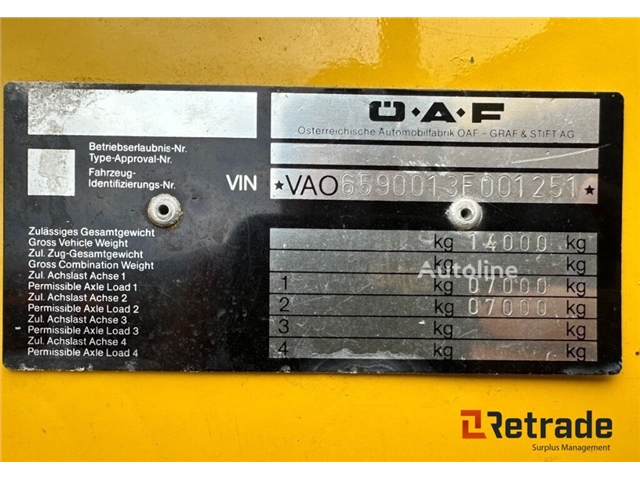 Ö·A·F
Österreichische Automobilfabrik ÖAF - GRÄF & STIFT AG
Betriebserlaubnis-Nr.
Type-Approval-Nr.
Fahrzeug-
Identifizierungs-Nr.
VIN ★VAO6590013F001251★
Zulässiges Gesamtgewicht kg 14000 kg
Gross Vehicle Weight
Zul. Zug-Gesamtgewicht kg kg
Gross Combination Weight
Zul. Achslast Achse 1 1 kg 07000 kg
Permissible Axle Load 1
Zul. Achslast Achse 2 2 kg 07000 kg
Permissible Axle Load 2
Zul. Achslast Achse 3 3 kg kg
Permissible Axle Load 3
Zul. Achslast Achse 4 4 kg kg
Permissible Axle Load 4
Autoline
Retrade
Surplus Management